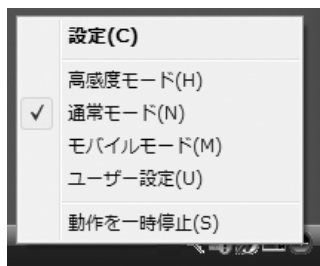 設定(C)
高感度モード(H)
通常モード(N)
モバイルモード(M)
ユーザー設定(U)
動作を一時停止(S)